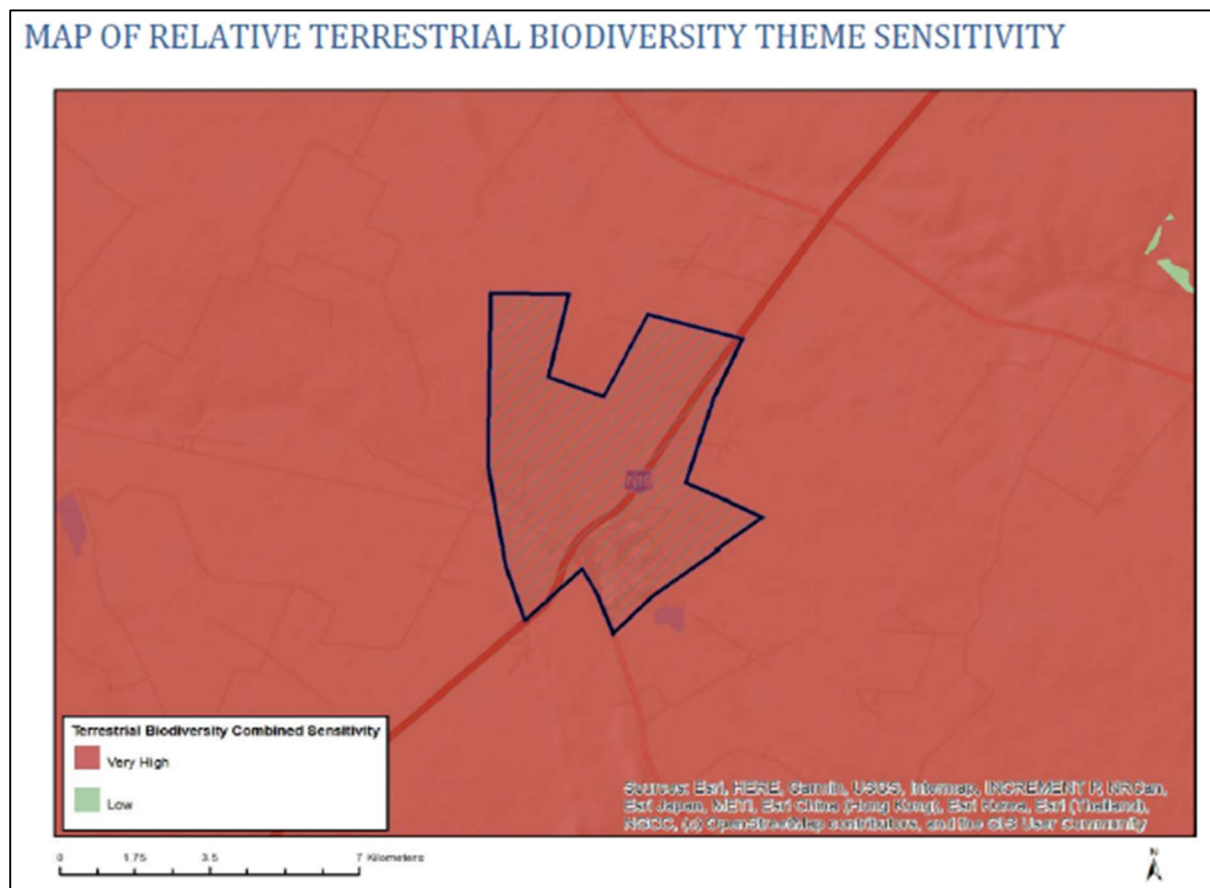 MAP OF RELATIVE TERRESTRIAL BIODIVERSITY THEME SENSITIVITY
Terrestrial Biodiversity Combined Sensitivity
Very High
Low
Sources: Esri, HERE, Garmin, USGS, Intermap, INCREMENT P, NRCan,
Esri Japan, METI, Esri China (Hong Kong), Esri Korea, Esri (Thailand),
NGCC, (c) OpenStreetMap contributors, and the GIS User Community
0 1.75 3.5 7 Kilometers
N